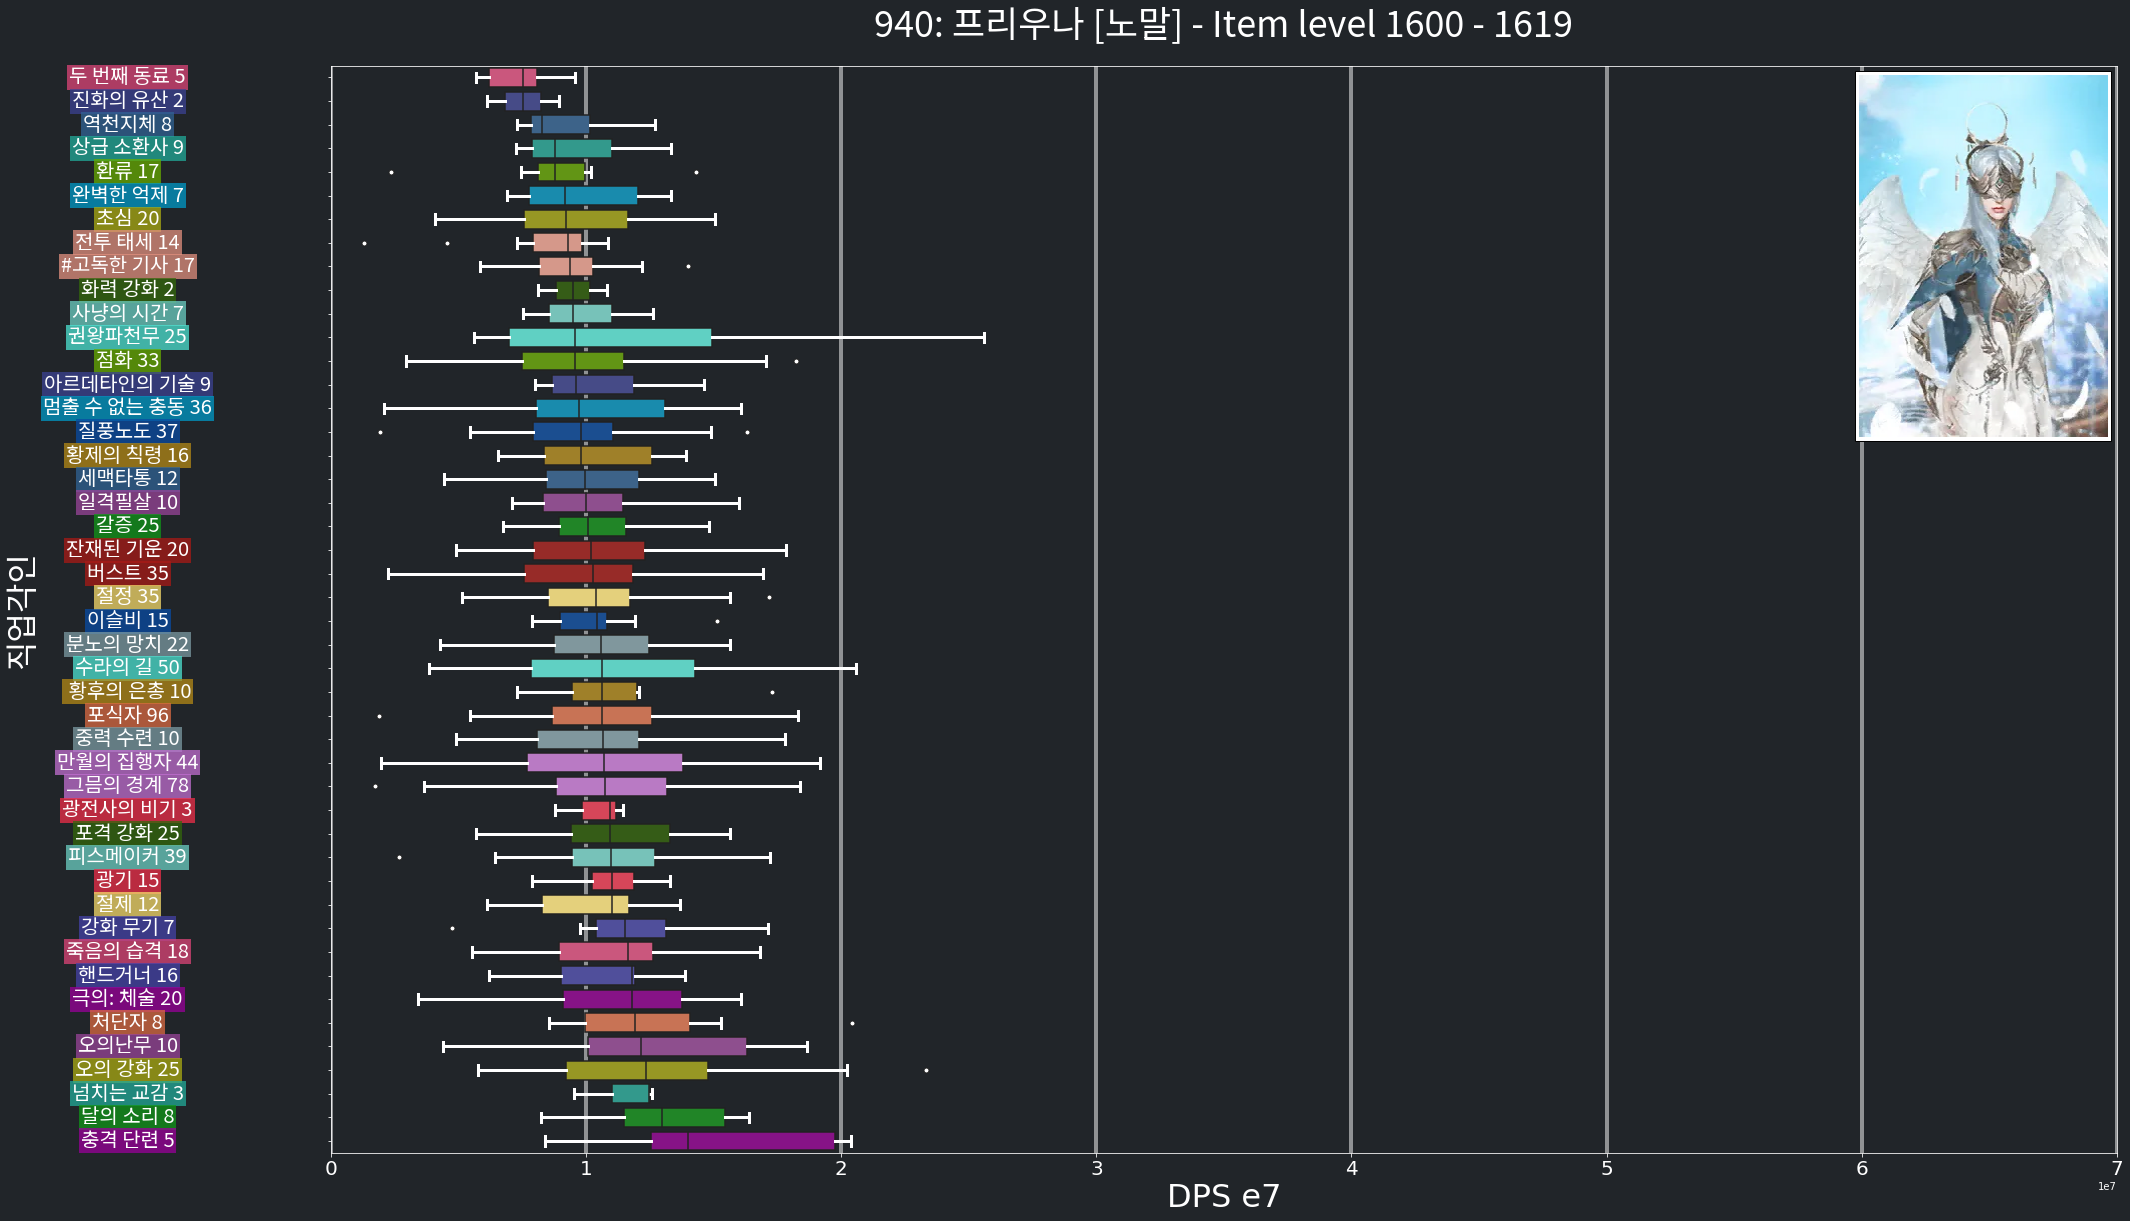 940: 프리우나 [노말] - Item level 1600 - 1619
두 번째 동료 5
진화의 유산 2
역천지체 8
상급 소환사 9
환류 17
완벽한 억제 7
초심 20
전투 태세 14
#고독한 기사 17
화력 강화 2
사냥의 시간 7
권왕파천무 25
점화 33
아르데타인의 기술 9
멈출 수 없는 충동 36
질풍노도 37
황제의 칙령 16
세맥타통 12
일격필살 10
갈증 25
잔재된 기운 20
버스트 35
절정 35
이슬비 15
분노의 망치 22
수라의 길 50
황후의 은총 10
포식자 96
중력 수련 10
만월의 집행자 44
그믐의 경계 78
광전사의 비기 3
포격 강화 25
피스메이커 39
광기 15
절제 12
강화 무기 7
죽음의 습격 18
핸드거너 16
극의: 체술 20
처단자 8
오의난무 10
오의 강화 25
넘치는 교감 3
달의 소리 8
충격 단련 5
직업각인
0 1 2 3 4 5 6 7
DPS e7
1e7